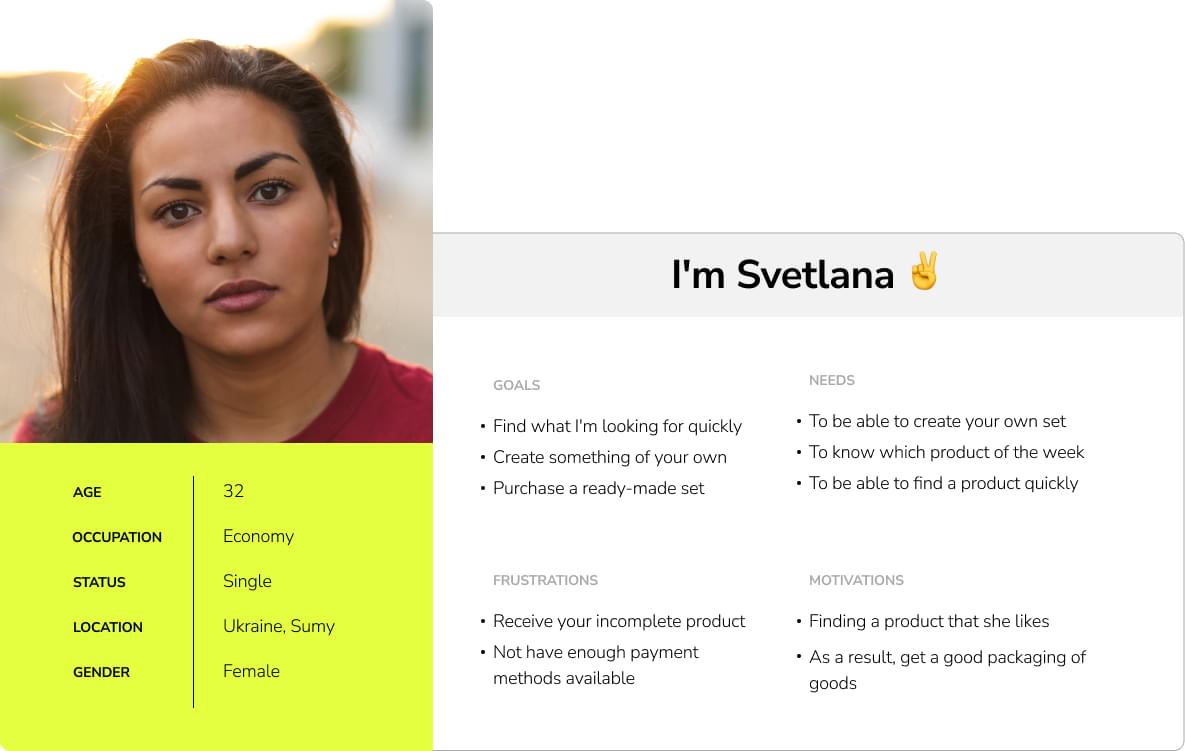 I'm Svetlana ✌️
AGE 32
OCCUPATION Economy
STATUS Single
LOCATION Ukraine, Sumy
GENDER Female
GOALS
• Find what I'm looking for quickly
• Create something of your own
• Purchase a ready-made set
NEEDS
• To be able to create your own set
• To know which product of the week
• To be able to find a product quickly
FRUSTRATIONS
• Receive your incomplete product
• Not have enough payment
methods available
MOTIVATIONS
• Finding a product that she likes
• As a result, get a good packaging of
goods